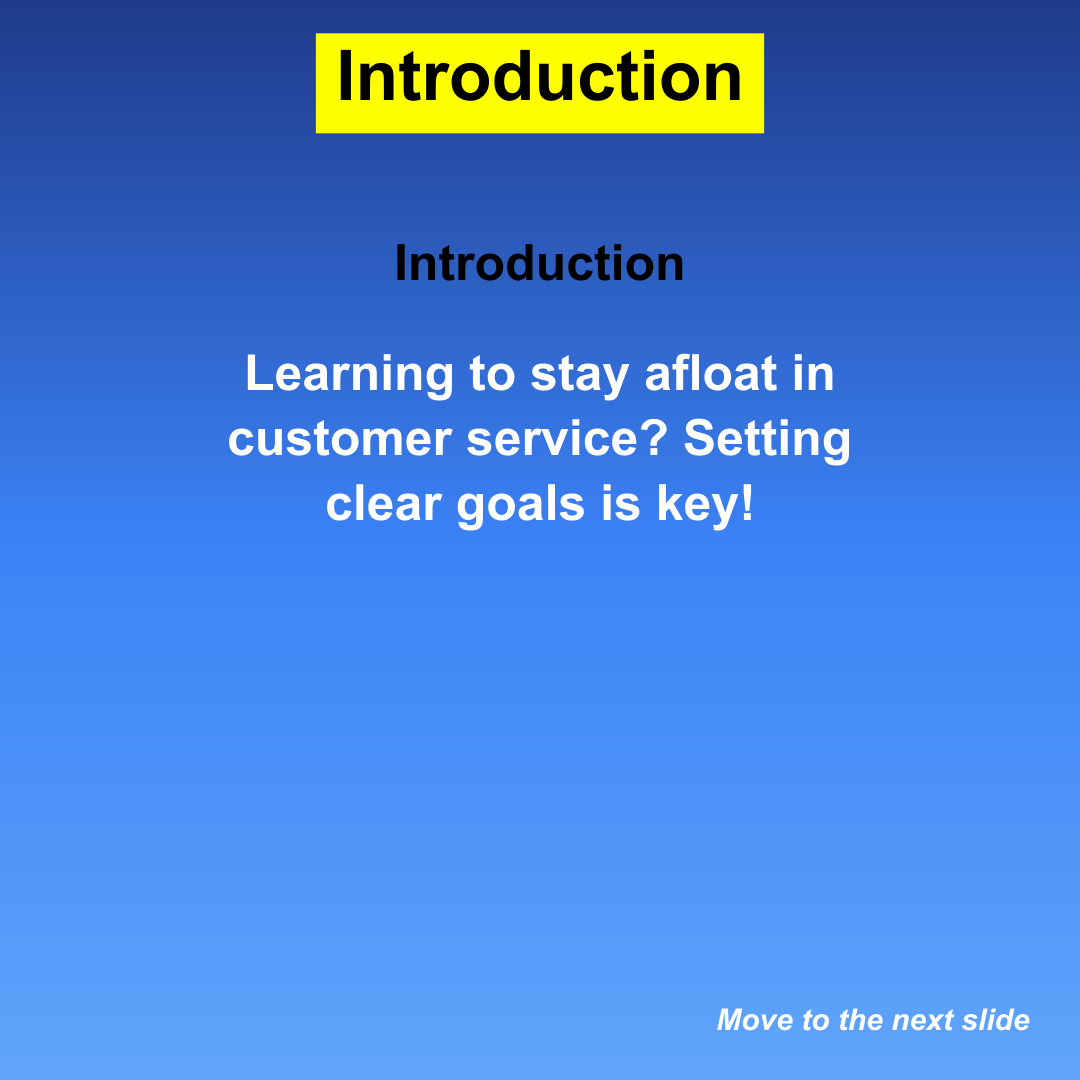 Introduction
Introduction
Learning to stay afloat in
customer service? Setting
clear goals is key!
Move to the next slide